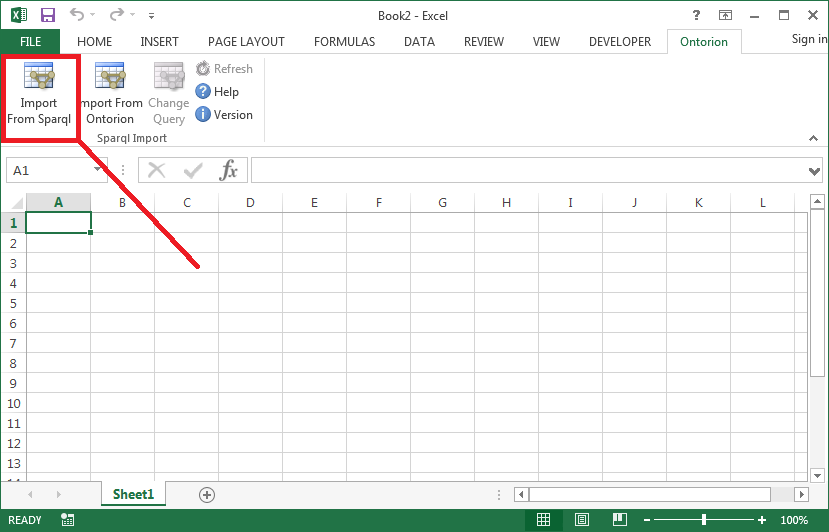 Book2 - Excel
?
FILE HOME INSERT PAGE LAYOUT FORMULAS DATA REVIEW VIEW DEVELOPER Ontorion Sign in
Import
From Sparql
mport From
Ontorion
Change
Query
Refresh
? Help
i Version
Sparql Import
A1
fx
A B C D E F G H I J K L
1
2
3
4
5
6
7
8
9
10
11
12
13
Sheet1
READY
100%